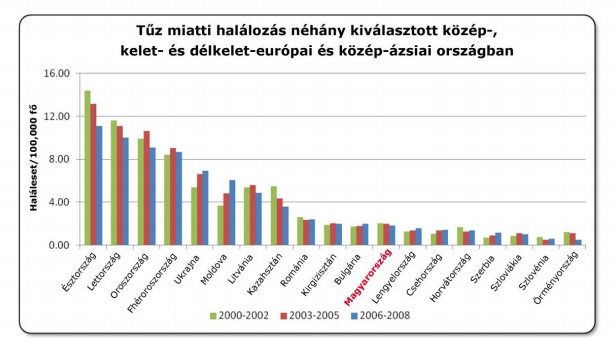 Tűz miatti halálozás néhány kiválasztott közép-,
kelet- és délkelet-európai és közép-ázsiai országban
Haláleset/100,000 fő
16.00
12.00
8.00
4.00
0.00
Észtország
Lettország
Oroszország
Fhéroroszország
Ukrajna
Moldova
Litvánia
Kazahsztán
Románia
Kirgizisztán
Bulgária
Magyarország
Lengyelország
Csehország
Horvátország
Szerbia
Szlovákia
Szlovénia
Örményország
2000-2002
2003-2005
2006-2008